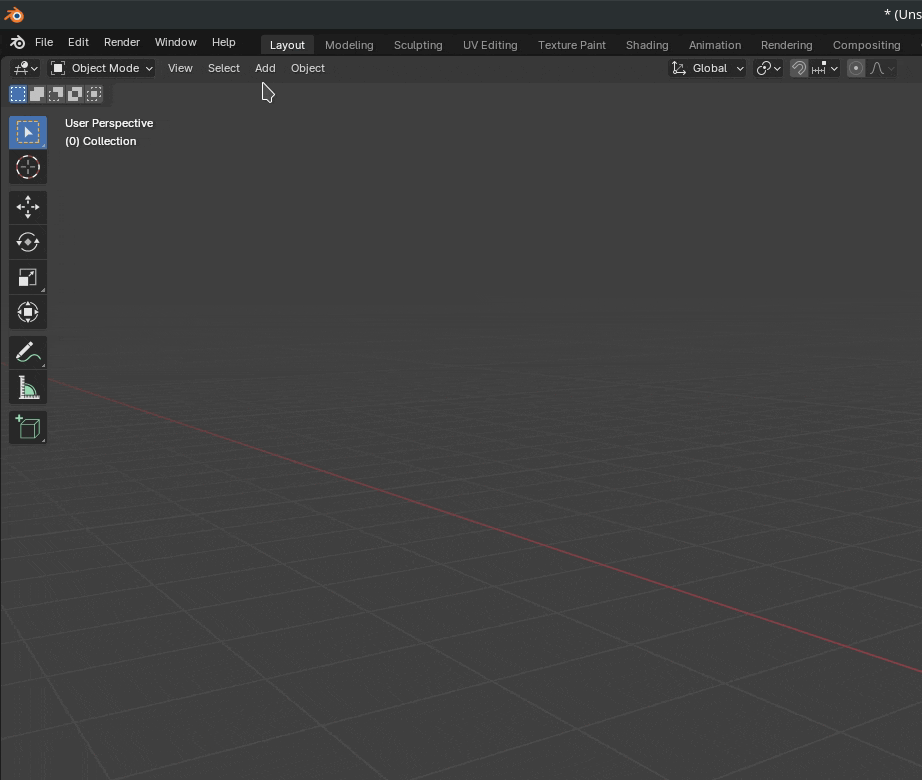 * (Uns
File Edit Render Window Help Layout Modeling Sculpting UV Editing Texture Paint Shading Animation Rendering Compositing
Object Mode View Select Add Object Global
User Perspective
(0) Collection